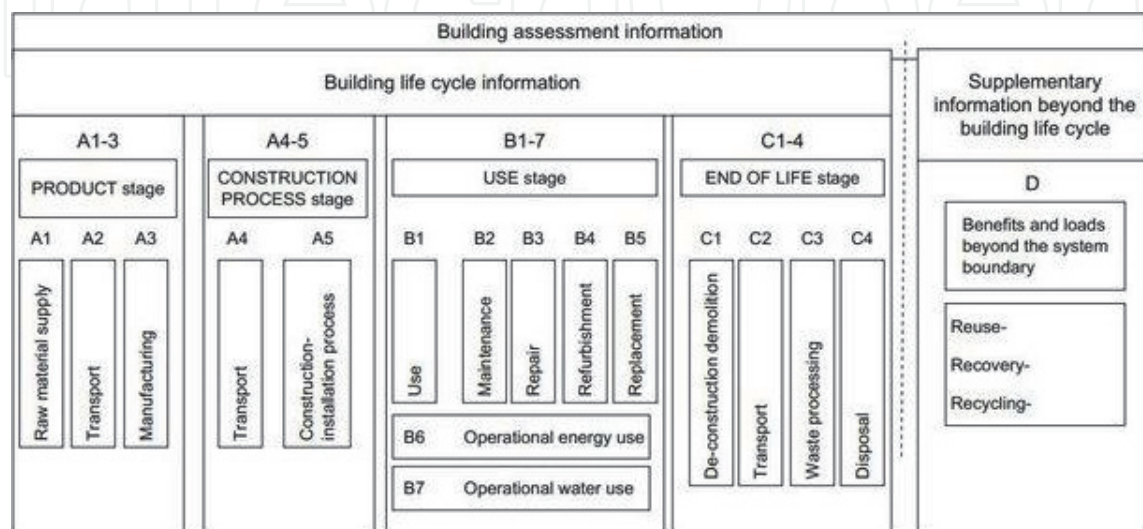 Building assessment information
Building life cycle information
Supplementary
information beyond the
building life cycle
A1-3
A4-5
B1-7
C1-4
D
PRODUCT stage
CONSTRUCTION
PROCESS stage
USE stage
END OF LIFE stage
Benefits and loads
beyond the system
boundary
A1
A2
A3
A4
A5
B1
B2
B3
B4
B5
C1
C2
C3
C4
Raw material supply
Transport
Manufacturing
Transport
Construction-
installation process
Use
Maintenance
Repair
Refurbishment
Replacement
De-construction demolition
Transport
Waste processing
Disposal
Reuse-
Recovery-
Recycling-
B6 Operational energy use
B7 Operational water use